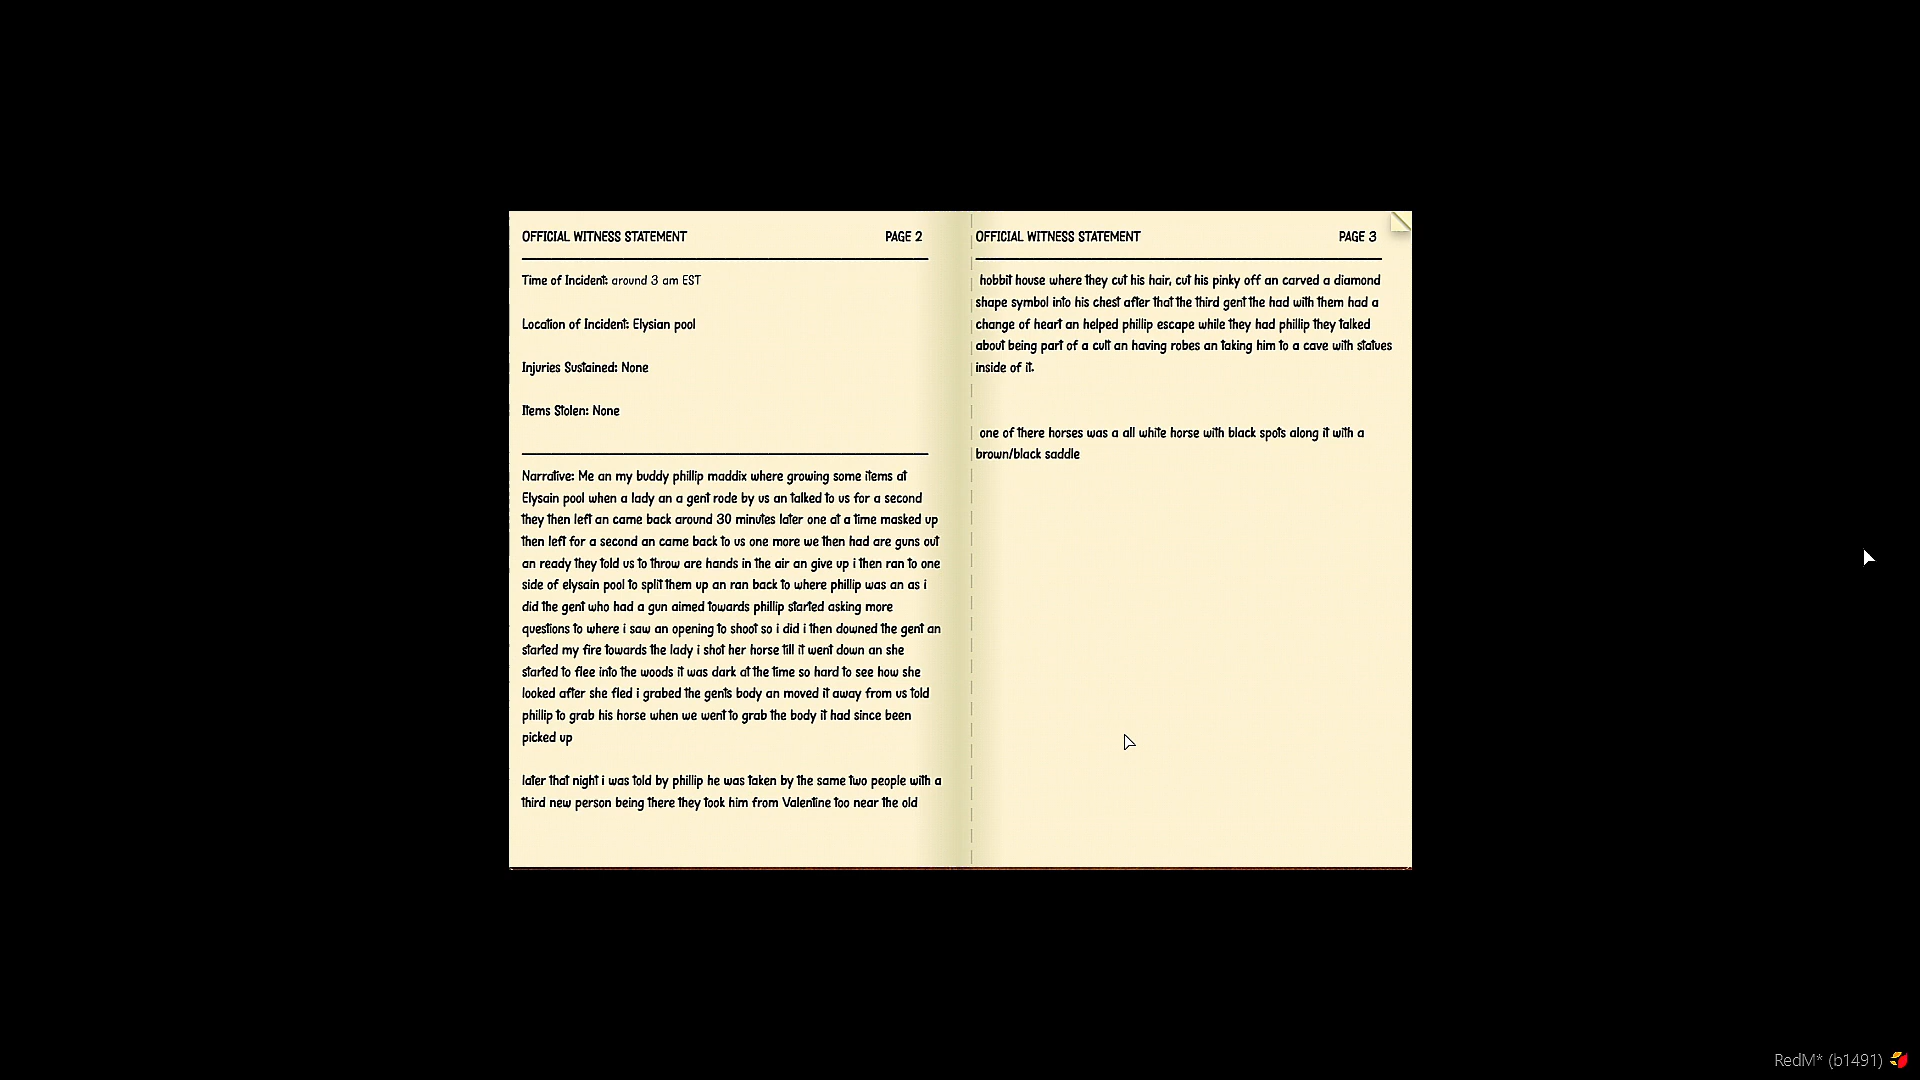 OFFICIAL WITNESS STATEMENT PAGE 2
Time of Incident: around 3 am EST
Location of Incident: Elysian pool
Injuries Sustained: None
Items Stolen: None
Narrative: Me an my buddy phillip maddix where growing some items at
Elysain pool when a lady an a gent rode by us an talked to us for a second
they then left an came back around 30 minutes later one at a time masked up
then left for a second an came back to us one more we then had are guns out
an ready they told us to throw are hands in the air an give up i then ran to one
side of elysain pool to split them up an ran back to where phillip was an as i
did the gent who had a gun aimed towards phillip started asking more
questions to where i saw an opening to shoot so i did i then downed the gent an
started my fire towards the lady i shot her horse till it went down an she
started to flee into the woods it was dark at the time so hard to see how she
looked after she fled i grabed the gents body an moved it away from us told
phillip to grab his horse when we went to grab the body it had since been
picked up
later that night i was told by phillip he was taken by the same two people with a
third new person being there they took him from Valentine too near the old
OFFICIAL WITNESS STATEMENT PAGE 3
hobbit house where they cut his hair, cut his pinky off an carved a diamond
shape symbol into his chest after that the third gent the had with them had a
change of heart an helped phillip escape while they had phillip they talked
about being part of a cult an having robes an taking him to a cave with statues
inside of it.
one of there horses was a all white horse with black spots along it with a
brown/black saddle
RedM* (b1491)